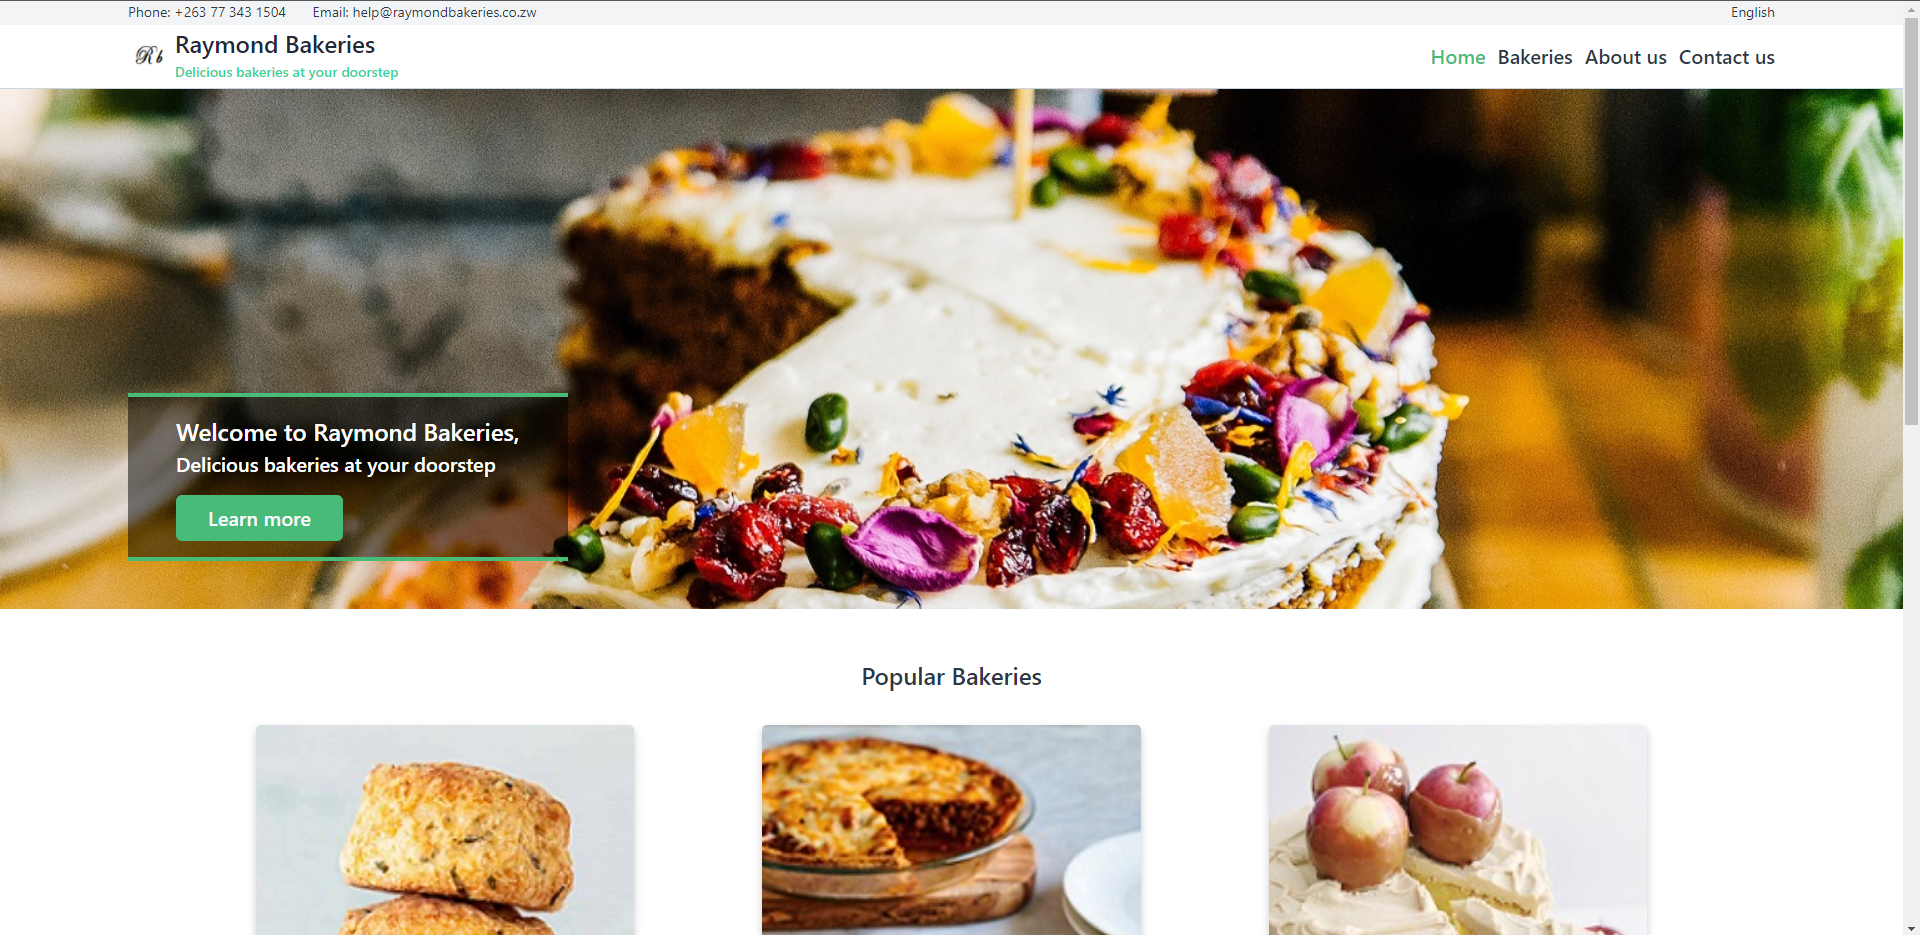 Phone: +263 77 343 1504 Email: help@raymondbakeries.co.zw English
Rb Raymond Bakeries
Delicious bakeries at your doorstep
Home Bakeries About us Contact us
Welcome to Raymond Bakeries,
Delicious bakeries at your doorstep
Learn more
Popular Bakeries